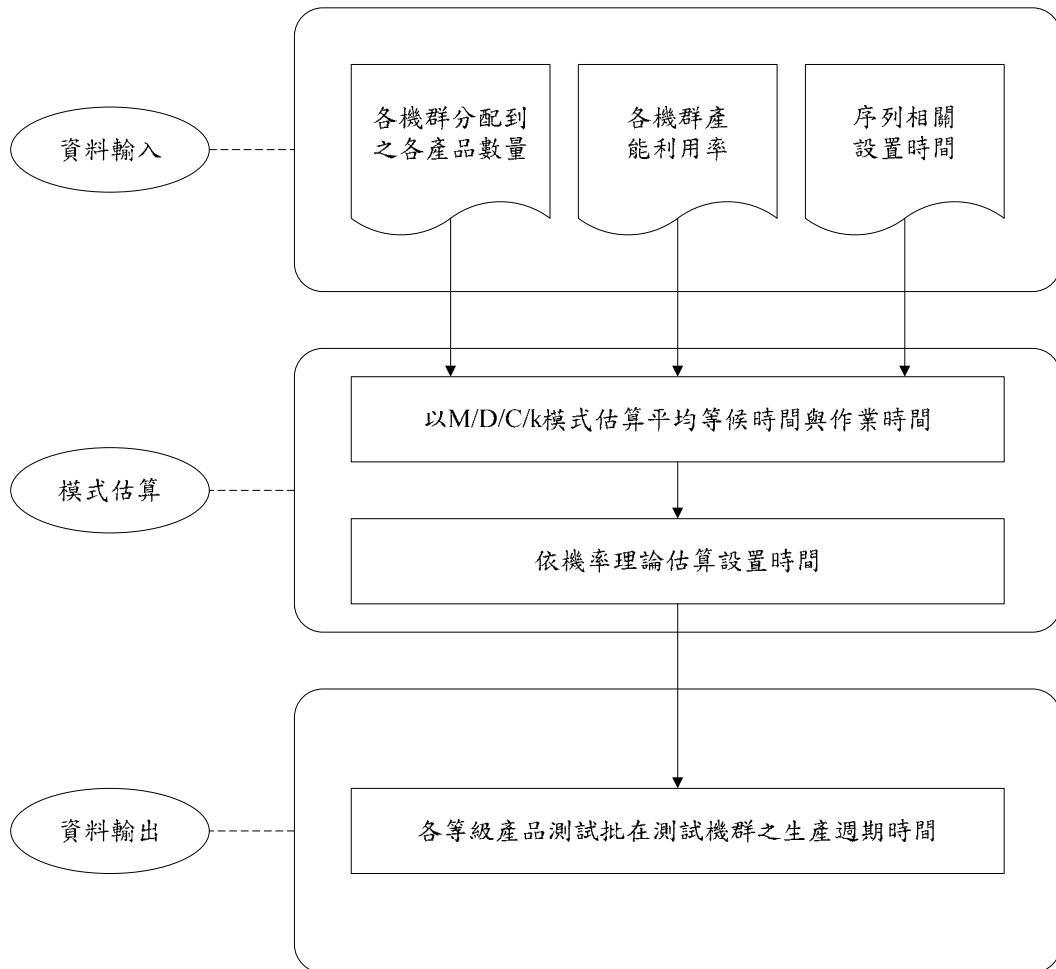 資料輸入
各機群分配到
之各產品數量
各機群產
能利用率
序列相關
設置時間
模式估算
以M/D/C/k模式估算平均等候時間與作業時間
依機率理論估算設置時間
資料輸出
各等級產品測試批在測試機群之生產週期時間